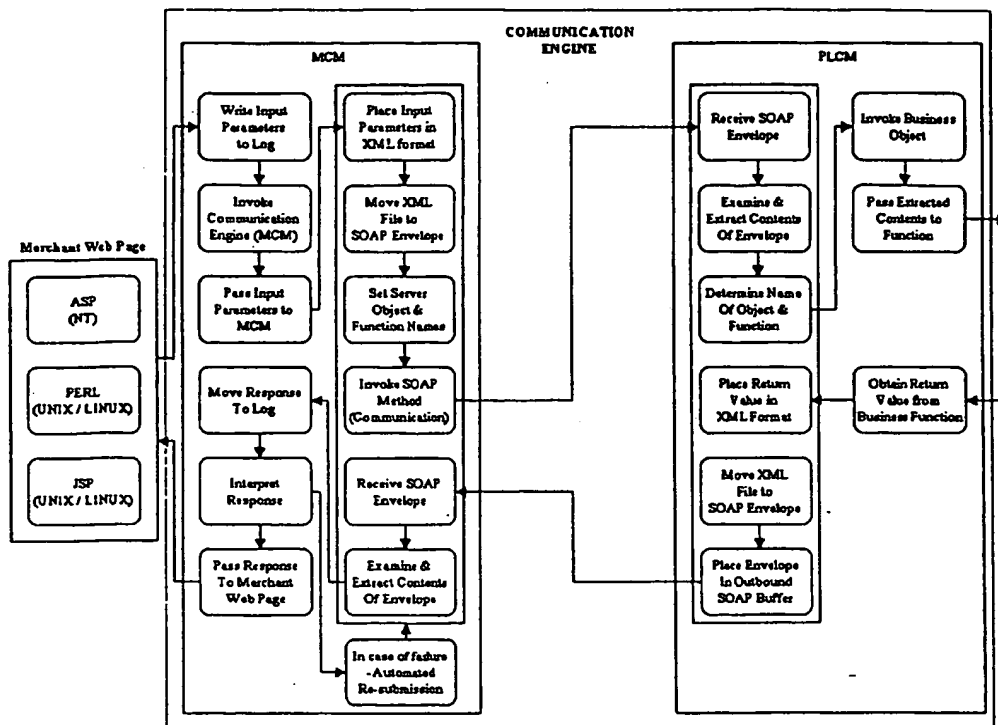 COMMUNICATION
ENGINE
MCM
PLCM
Write Input
Parameters
to Log
Place Input
Parameters in
XML format
Receive SOAP
Envelope
Invoke Business
Object
Invoke
Communication
Engine (MCM)
Move XML
File to
SOAP Envelope
Examine &
Extract Contents
Of Envelope
Pass Extracted
Contents to
Function
Merchant Web Page
ASP
(NT)
Pass Input
Parameters to
MCM
Set Server
Object &
Function Names
Determine Name
Of Object &
Function
PERL
(UNIX / LINUX)
Move Response
To Log
Invoke SOAP
Method
(Communication)
Place Return
Value in
XML Format
Obtain Return
Value from
Business Function
JSP
(UNIX / LINUX)
Interpret
Response
Receive SOAP
Envelope
Move XML
File to
SOAP Envelope
Pass Response
To Merchant
Web Page
Examine &
Extract Contents
Of Envelope
Place Envelope
In Outbound
SOAP Buffer
In case of failure
-Automated
Re-submission